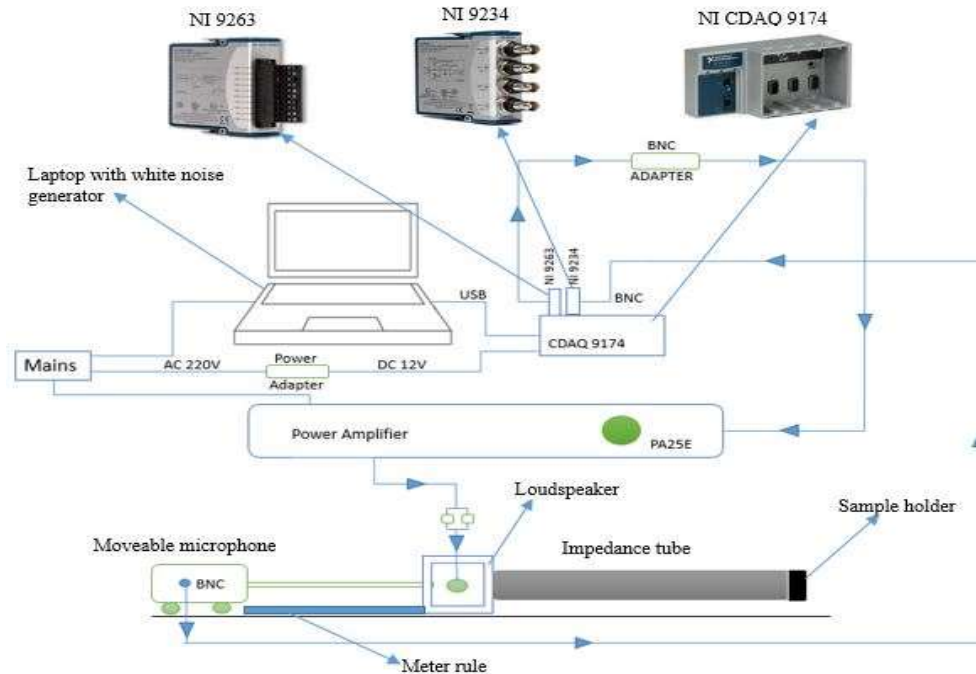 NI 9263
NI 9234
NI CDAQ 9174
BNC
ADAPTER
Laptop with white noise
generator
NI 9263
NI 9234
USB
BNC
CDAQ 9174
Mains
AC 220V
Power
Adapter
DC 12V
Power Amplifier
PA25E
Loudspeaker
Sample holder
Moveable microphone
Impedance tube
BNC
Meter rule